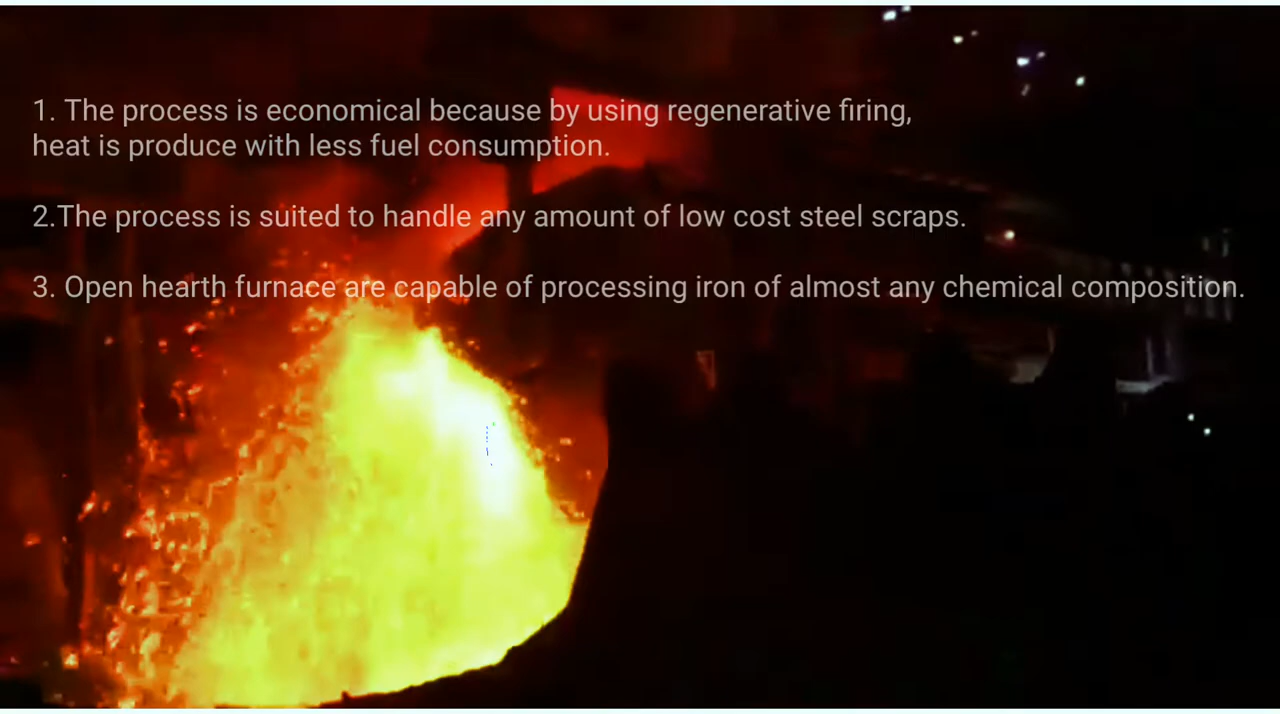 1. The process is economical because by using regenerative firing,
heat is produce with less fuel consumption.
2.The process is suited to handle any amount of low cost steel scraps.
3. Open hearth furnace are capable of processing iron of almost any chemical composition.